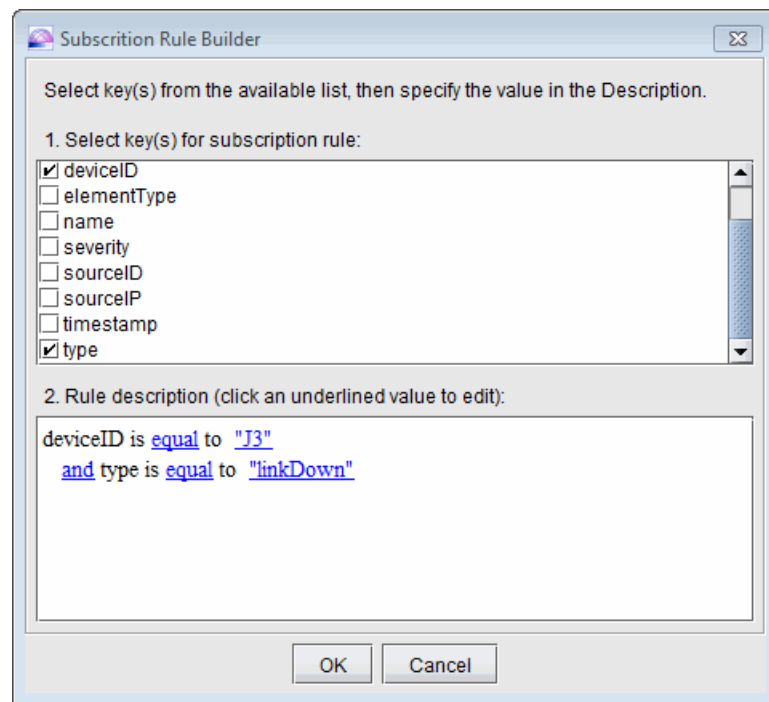 Subscrition Rule Builder
Select key(s) from the available list, then specify the value in the Description.
1. Select key(s) for subscription rule:
deviceID
elementType
name
severity
sourceID
sourceIP
timestamp
type
2. Rule description (click an underlined value to edit):
deviceID is equal to "J3"
and type is equal to "linkDown"
OK Cancel